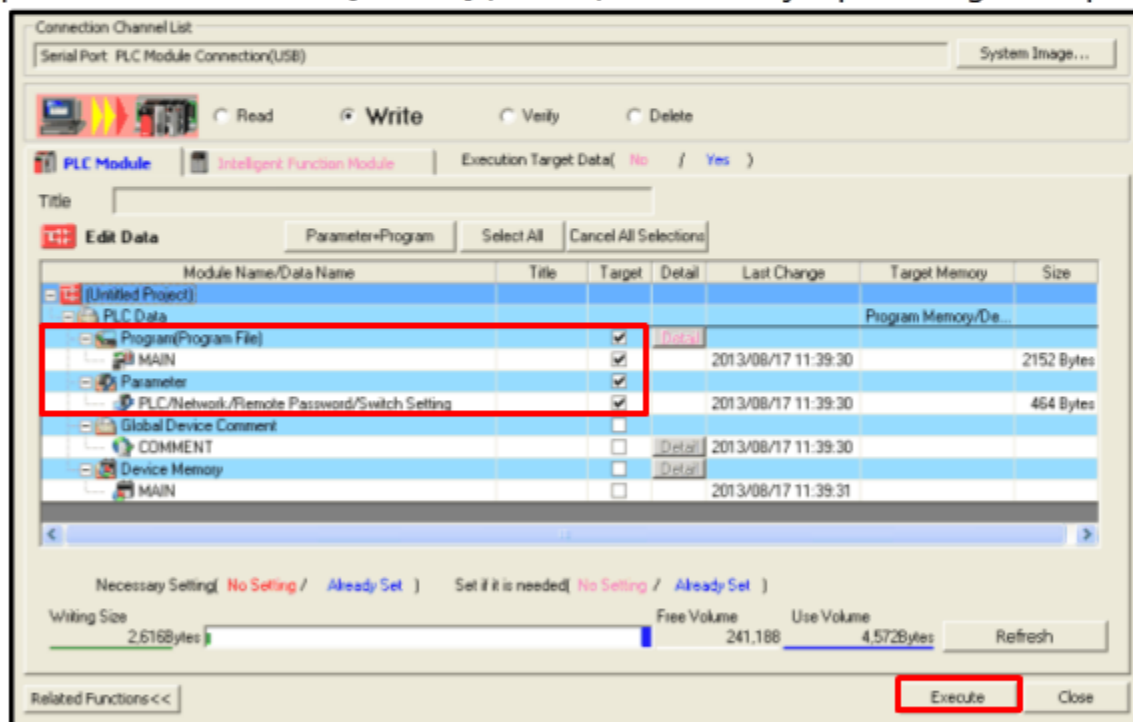 Connection Channel List
Serial Port PLC Module Connection(USB)
System Image...
Read Write Verify Delete
PLC Module Intelligent Function Module Execution Target Data( No / Yes )
Title
Edit Data Parameter+Program Select All Cancel All Selections
Module Name/Data Name Title Target Detail Last Change Target Memory Size
(Untitled Project)
PLC Data Program Memory/De...
Program(Program File) Detail
MAIN 2013/08/17 11:39:30 2152 Bytes
Parameter
PLC/Network/Remote Password/Switch Setting 2013/08/17 11:39:30 464 Bytes
Global Device Comment
COMMENT Detail 2013/08/17 11:39:30
Device Memory Detail
MAIN 2013/08/17 11:39:31
Necessary Setting( No Setting / Already Set ) Set if it is needed( No Setting / Already Set )
Writing Size Free Volume Use Volume
2,616Bytes 241,188 4,572Bytes Refresh
Related Functions<< Execute Close